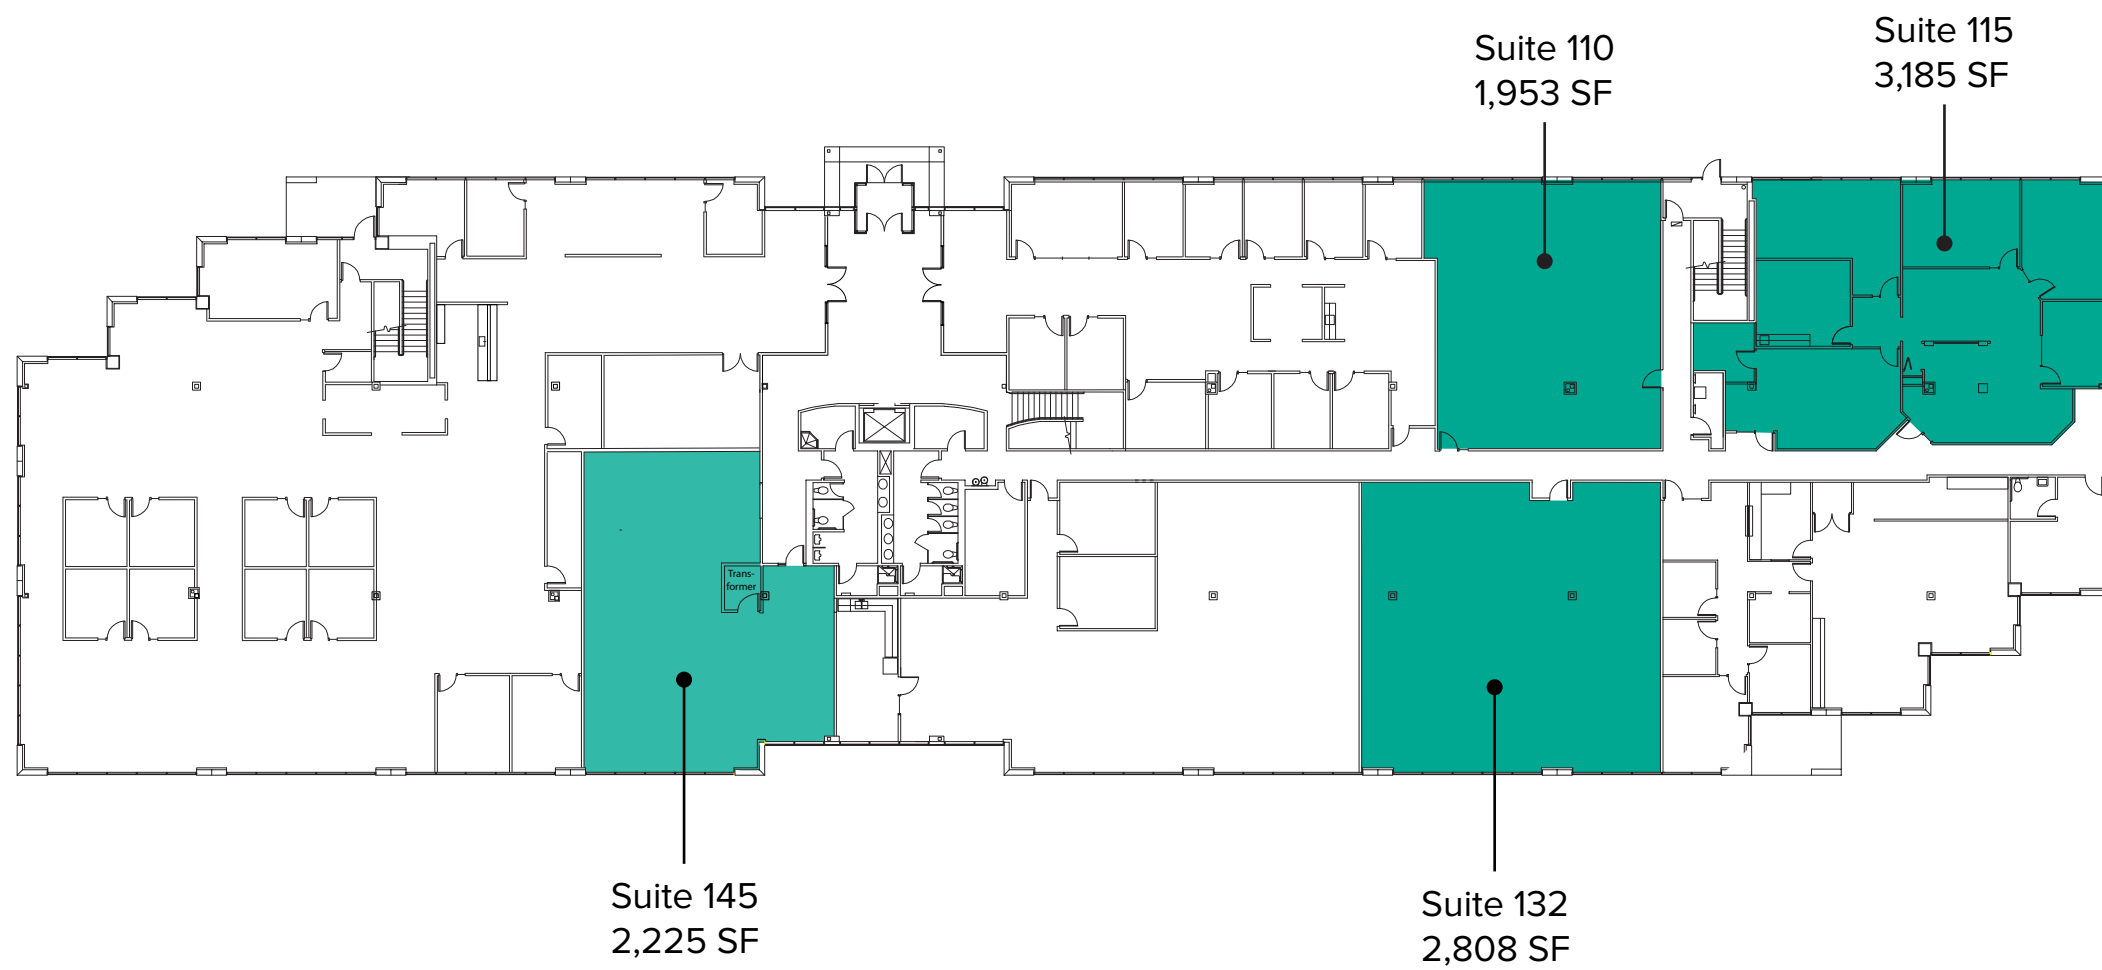 Suite 115
3,185 SF
Suite 110
1,953 SF
Trans-
former
Suite 145
2,225 SF
Suite 132
2,808 SF